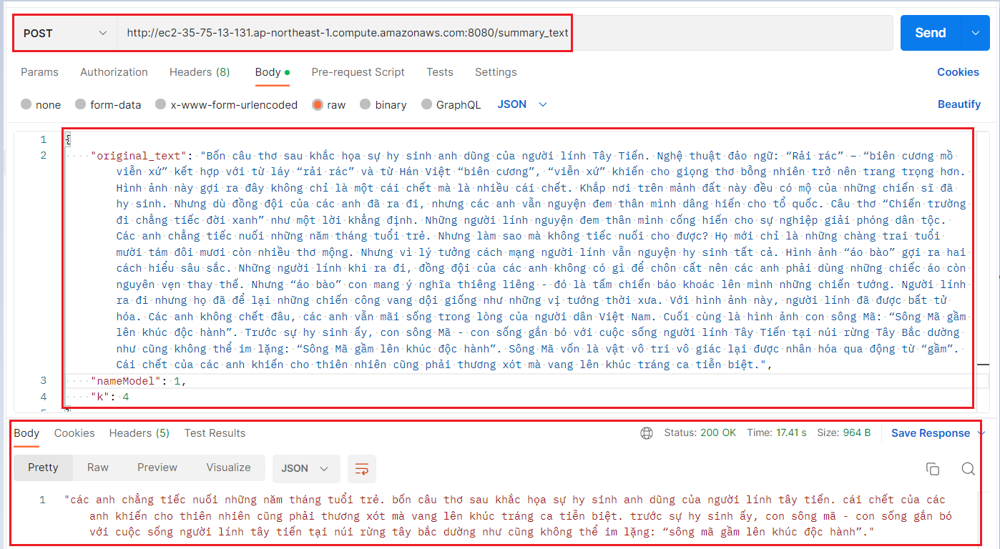 POST http://ec2-35-75-13-131.ap-northeast-1.compute.amazonaws.com:8080/summary_text Send
Params Authorization Headers (8) Body Pre-request Script Tests Settings Cookies
none form-data x-www-form-urlencoded raw binary GraphQL JSON Beautify
1 {
2 "original_text": "Bốn câu thơ sau khắc họa sự hy sinh anh dũng của người lính Tây Tiến. Nghệ thuật đảo ngữ: “Rải rác” – “biên cương mồ
viễn xứ” kết hợp với từ láy “rải rác” và từ Hán Việt “biên cương”, “viễn xứ” khiến cho giọng thơ bỗng nhiên trở nên trang trọng hơn.
Hình ảnh này gợi ra đây không chỉ là một cái chết mà là nhiều cái chết. Khắp nơi trên mảnh đất này đều có mộ của những chiến sĩ đã
hy sinh. Nhưng dù đồng đội của các anh đã ra đi, nhưng các anh vẫn nguyện đem thân mình dâng hiến cho tổ quốc. Câu thơ “Chiến trường
đi chẳng tiếc đời xanh” như một lời khẳng định. Những người lính nguyện đem thân mình cống hiến cho sự nghiệp giải phóng dân tộc.
Các anh chẳng tiếc nuối những năm tháng tuổi trẻ. Nhưng làm sao mà không tiếc nuối cho được? Họ mới chỉ là những chàng trai tuổi
mười tám đôi mươi còn nhiều thơ mộng. Nhưng vì lý tưởng cách mạng người lính vẫn nguyện hy sinh tất cả. Hình ảnh “áo bào” gợi ra hai
cách hiểu sâu sắc. Những người lính khi ra đi, đồng đội của các anh không có gì để chôn cất nên các anh phải dùng những chiếc áo còn
nguyên vẹn thay thế. Nhưng “áo bào” con mang ý nghĩa thiêng liêng - đó là tấm chiến báo khoác lên mình những chiến tướng. Người lính
ra đi nhưng họ đã để lại những chiến công vang dội giống như những vị tướng thời xưa. Với hình ảnh này, người lính đã được bất tử
hóa. Các anh không chết đâu, các anh vẫn mãi sống trong lòng của người dân Việt Nam. Cuối cùng là hình ảnh con sông Mã: “Sông Mã gầm
lên khúc độc hành”. Trước sự hy sinh ấy, con sông Mã - con sống gắn bó với cuộc sống người lính Tây Tiến tại núi rừng Tây Bắc dường
như cũng không thể im lặng: “Sông Mã gầm lên khúc độc hành”. Sông Mã vốn là vật vô tri vô giác lại được nhân hóa qua động từ “gầm”.
Cái chết của các anh khiến cho thiên nhiên cũng phải thương xót mà vang lên khúc tráng ca tiễn biệt.",
3 "nameModel": 1,
4 "k": 4
Body Cookies Headers (5) Test Results Status: 200 OK Time: 17.41 s Size: 964 B Save Response
Pretty Raw Preview Visualize JSON
1 "các anh chẳng tiếc nuối những năm tháng tuổi trẻ. bốn câu thơ sau khắc họa sự hy sinh anh dũng của người lính tây tiến. cái chết của các
anh khiến cho thiên nhiên cũng phải thương xót mà vang lên khúc tráng ca tiễn biệt. trước sự hy sinh ấy, con sông mã - con sống gắn bó
với cuộc sống người lính tây tiến tại núi rừng tây bắc dường như cũng không thể im lặng: “sông mã gầm lên khúc độc hành”."